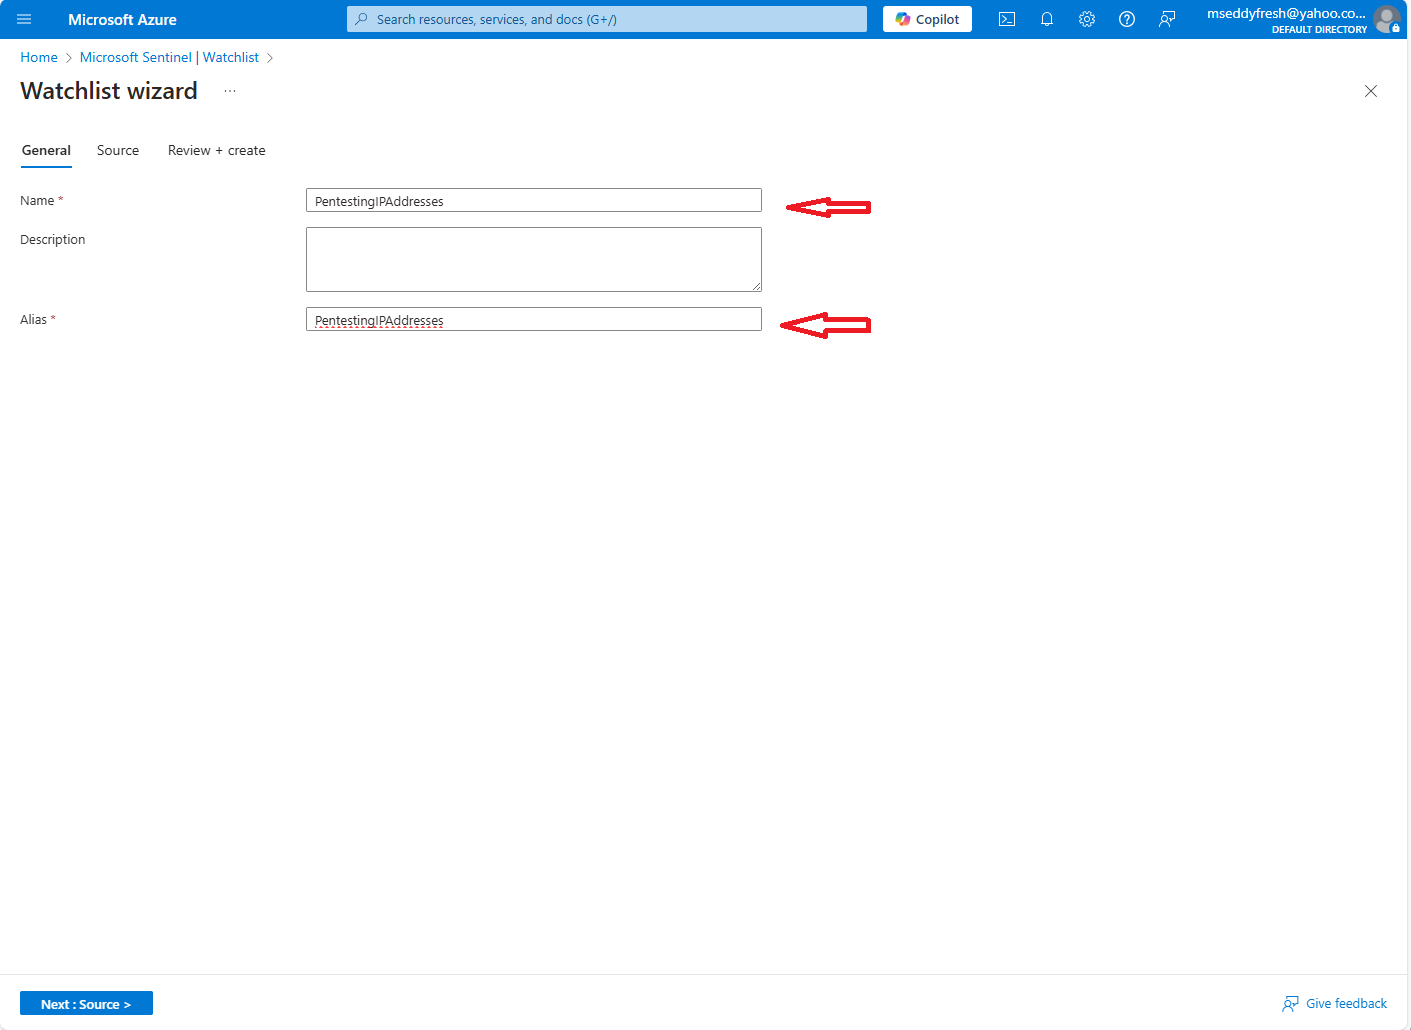 Microsoft Azure
Search resources, services, and docs (G+/)
Copilot
mseddyfresh@yahoo.co...
DEFAULT DIRECTORY
Home > Microsoft Sentinel | Watchlist >
Watchlist wizard ...
General Source Review + create
Name *
PentestingIPAddresses
Description
Alias *
PentestingIPAddresses
Next : Source >
Give feedback